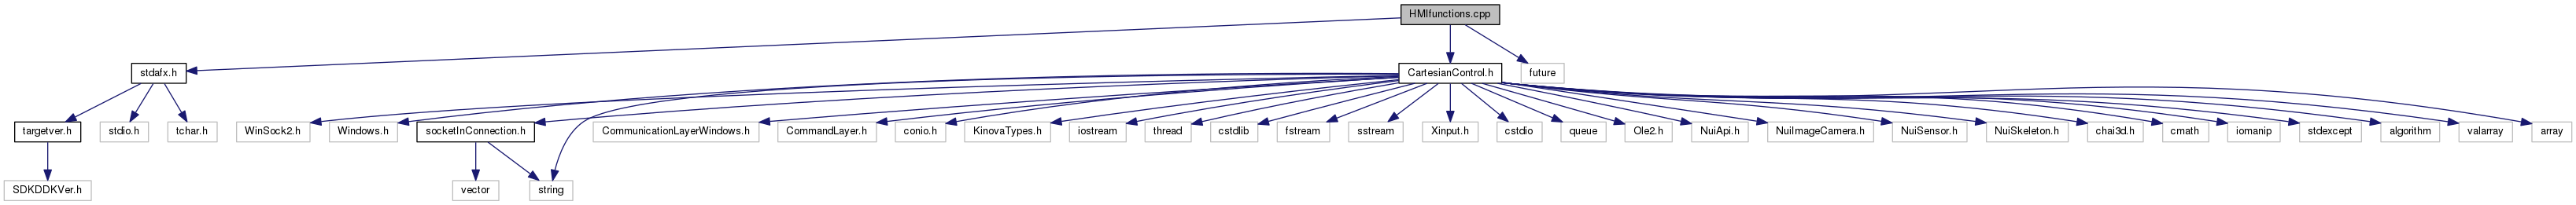 HMIfunctions.cpp
stdafx.h
CartesianControl.h
future
targetver.h
stdio.h
tchar.h
WinSock2.h
Windows.h
socketInConnection.h
CommunicationLayerWindows.h
CommandLayer.h
conio.h
KinovaTypes.h
iostream
thread
cstdlib
fstream
sstream
Xinput.h
cstdio
queue
Ole2.h
NuiApi.h
NuiImageCamera.h
NuiSensor.h
NuiSkeleton.h
chai3d.h
cmath
iomanip
stdexcept
algorithm
valarray
array
SDKDDKVer.h
vector
string